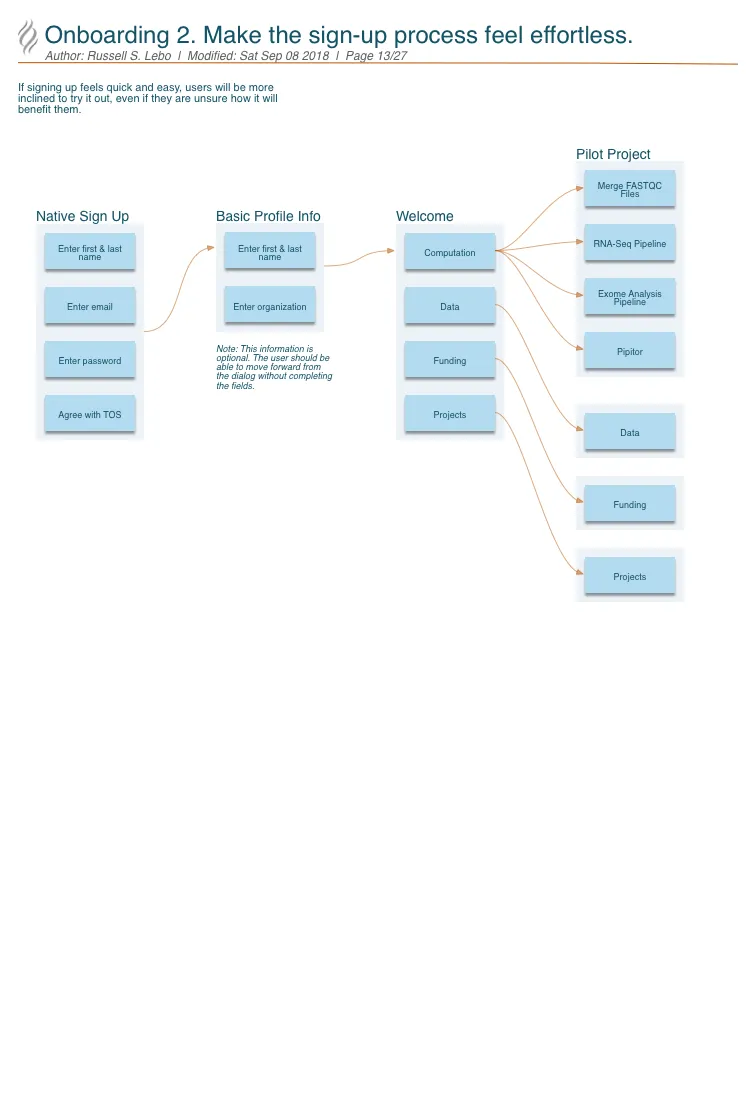 Onboarding 2. Make the sign-up process feel effortless.
Author: Russell S. Lebo | Modified: Sat Sep 08 2018 | Page 13/27
If signing up feels quick and easy, users will be more
inclined to try it out, even if they are unsure how it will
benefit them.
Native Sign Up
Enter first & last
name
Enter email
Enter password
Agree with TOS
Basic Profile Info
Enter first & last
name
Enter organization
Note: This information is
optional. The user should be
able to move forward from
the dialog without completing
the fields.
Welcome
Computation
Data
Funding
Projects
Pilot Project
Merge FASTQC
Files
RNA-Seq Pipeline
Exome Analysis
Pipeline
Pipitor
Data
Funding
Projects